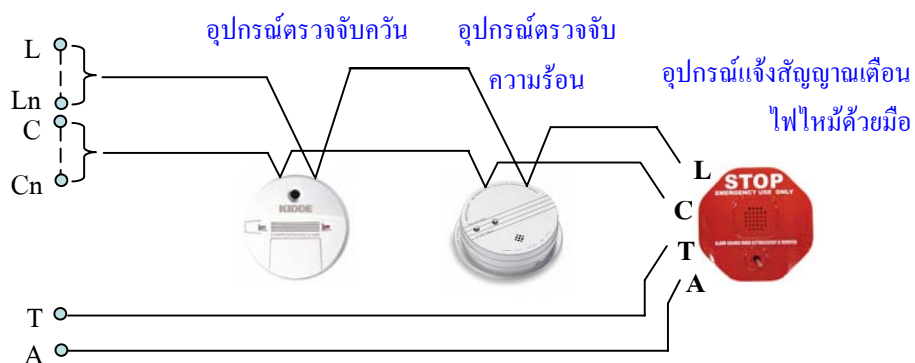 อุปกรณ์ตรวจจับควัน
อุปกรณ์ตรวจจับ
ความร้อน
อุปกรณ์แจ้งสัญญาณเตือน
ไฟไหม้ด้วยมือ
L
Ln
C
Cn
T
A
KIDDE
L
C
T
A
STOP
EMERGENCY USE ONLY